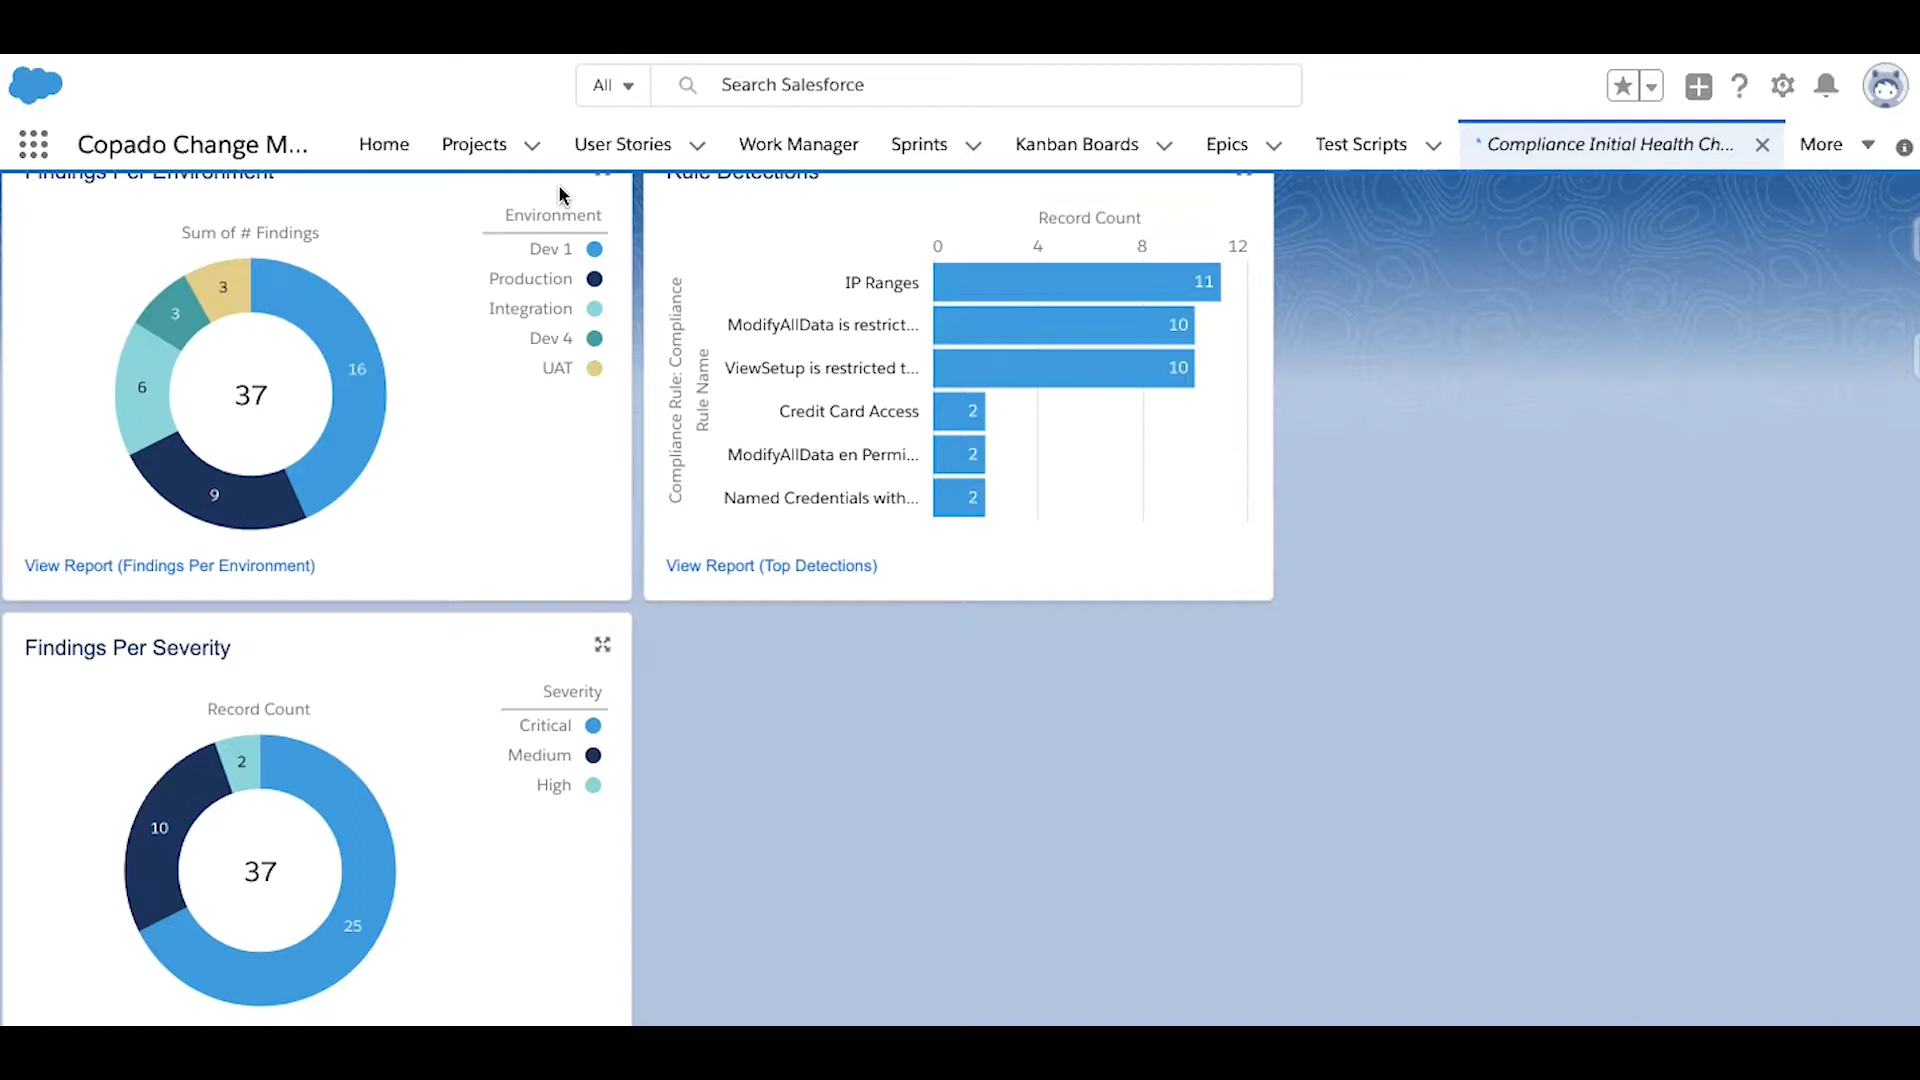 All
Search Salesforce
Copado Change M...
Home
Projects
User Stories
Work Manager
Sprints
Kanban Boards
Epics
Test Scripts
* Compliance Initial Health Ch...
More
Findings Per Environment
Sum of # Findings
Environment
Dev 1
Production
Integration
Dev 4
UAT
3
3
16
6
37
9
View Report (Findings Per Environment)
Rule Detections
Record Count
0 4 8 12
Compliance Rule: Compliance
Rule Name
IP Ranges 11
ModifyAllData is restrict... 10
ViewSetup is restricted t... 10
Credit Card Access 2
ModifyAllData en Permi... 2
Named Credentials with... 2
View Report (Top Detections)
Findings Per Severity
Record Count
Severity
Critical
Medium
High
2
10
37
25